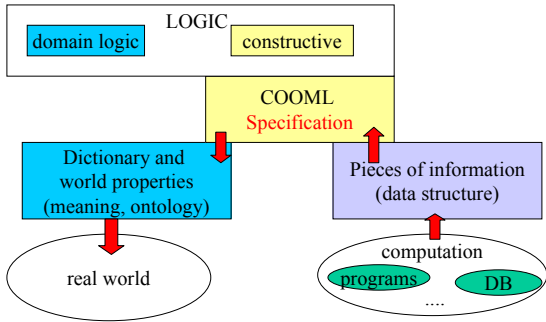 LOGIC
domain logic
constructive
COOML
Specification
Dictionary and
world properties
(meaning, ontology)
Pieces of information
(data structure)
real world
computation
programs
DB
....